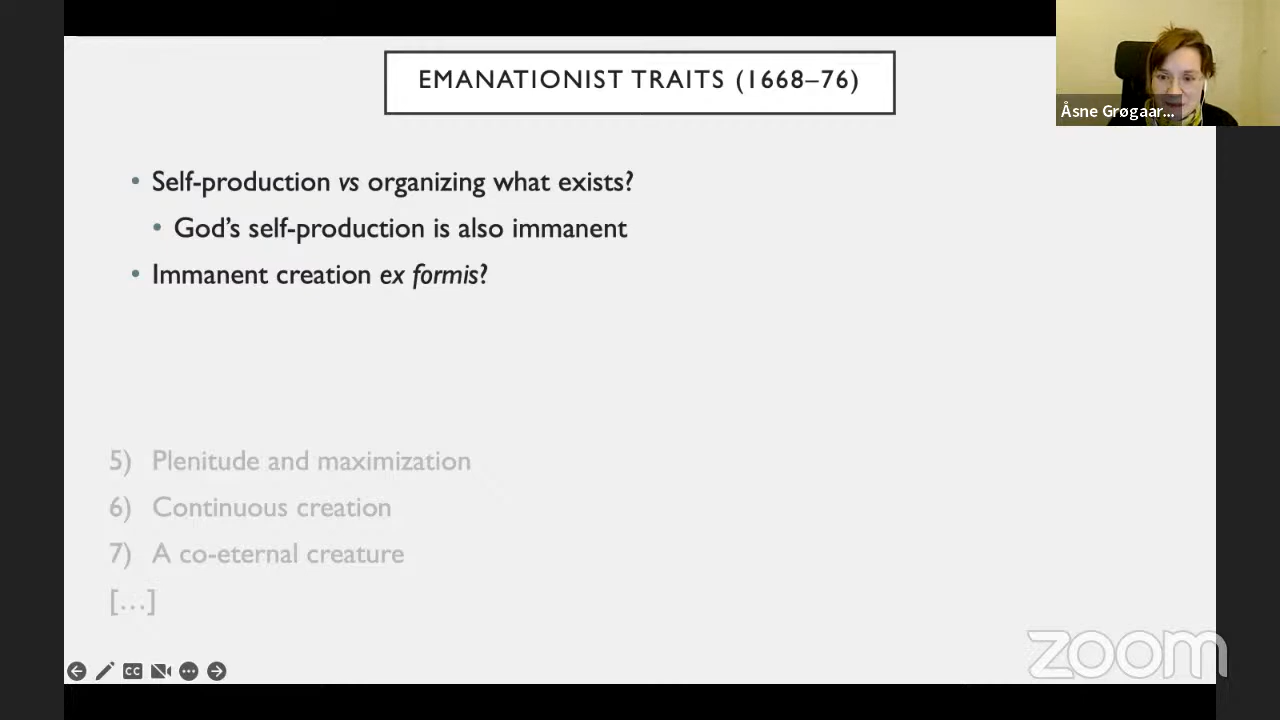 EMANATIONIST TRAITS (1668–76)
Åsne Grøgaar...
• Self-production vs organizing what exists?
• God's self-production is also immanent
• Immanent creation ex formis?
5) Plenitude and maximization
6) Continuous creation
7) A co-eternal creature
[...]
CC
zoom